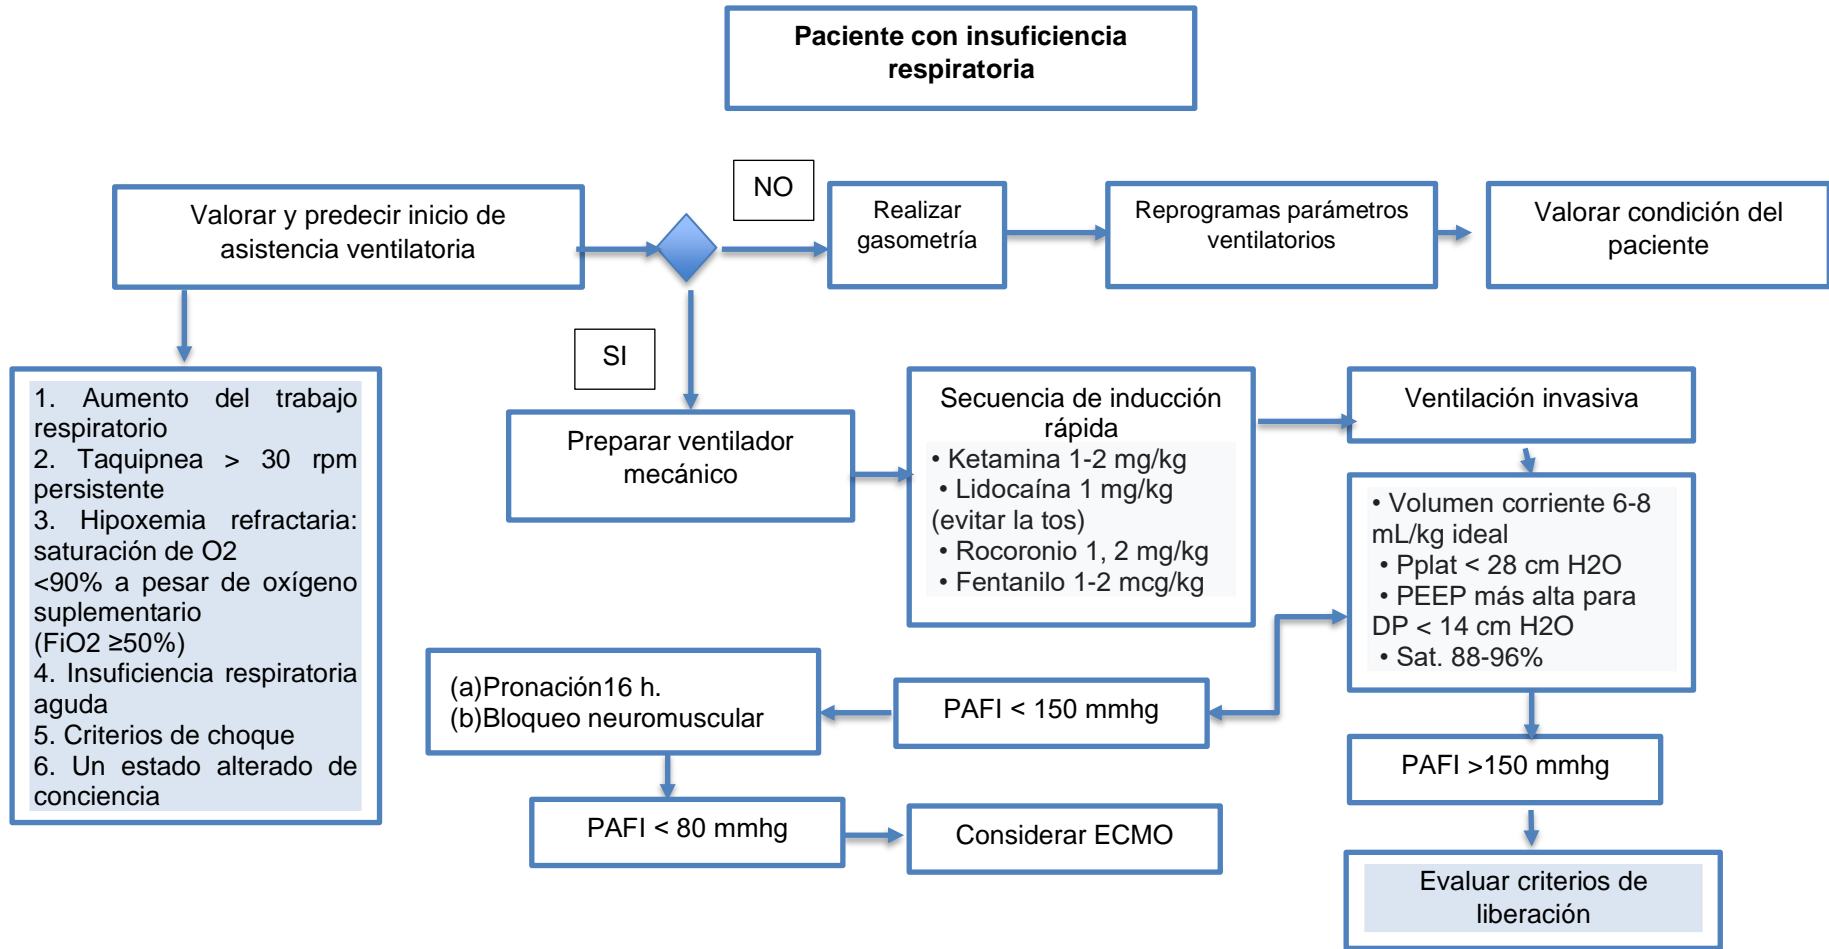 Paciente con insuficiencia
respiratoria
NO
Valorar y predecir inicio de
asistencia ventilatoria
Realizar
gasometría
Reprogramas parámetros
ventilatorios
Valorar condición del
paciente
SI
1. Aumento del trabajo
respiratorio
2. Taquipnea > 30 rpm
persistente
3. Hipoxemia refractaria:
saturación de O2
<90% a pesar de oxígeno
suplementario
(FiO2 ≥50%)
4. Insuficiencia respiratoria
aguda
5. Criterios de choque
6. Un estado alterado de
conciencia
Preparar ventilador
mecánico
Secuencia de inducción
rápida
• Ketamina 1-2 mg/kg
• Lidocaína 1 mg/kg
(evitar la tos)
• Rocoronio 1, 2 mg/kg
• Fentanilo 1-2 mcg/kg
Ventilación invasiva
• Volumen corriente 6-8
mL/kg ideal
• Pplat < 28 cm H2O
• PEEP más alta para
DP < 14 cm H2O
• Sat. 88-96%
(a)Pronación16 h.
(b)Bloqueo neuromuscular
PAFI < 150 mmhg
PAFI >150 mmhg
PAFI < 80 mmhg
Considerar ECMO
Evaluar criterios de
liberación